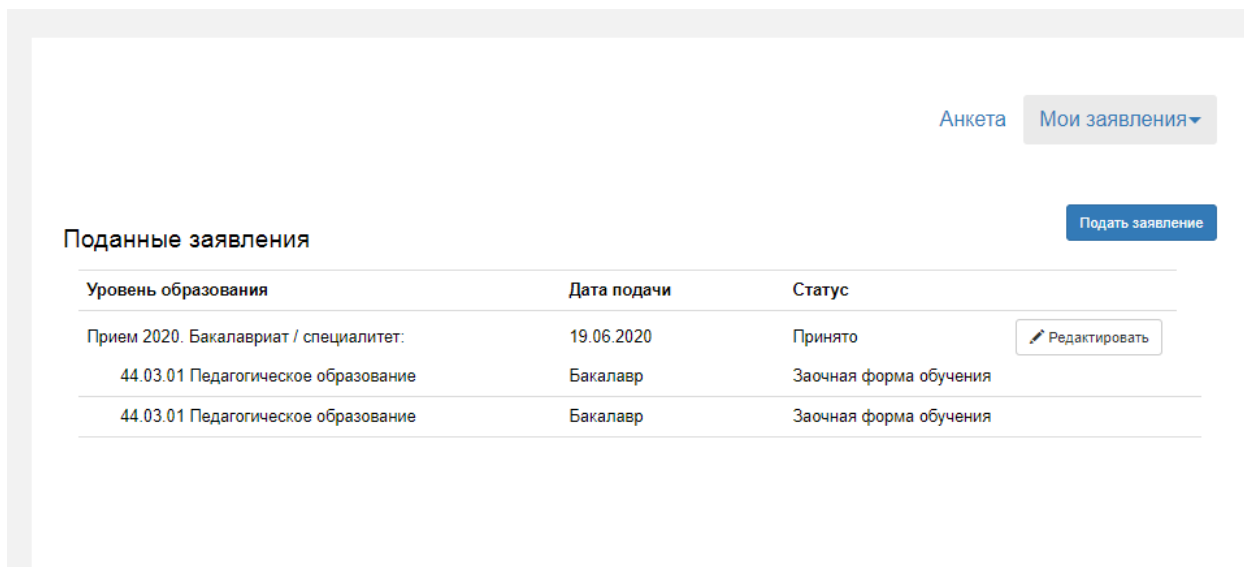 Анкета Мои заявления
Подать заявление
Поданные заявления
Уровень образования Дата подачи Статус
Прием 2020. Бакалавриат / специалитет: 19.06.2020 Принято Редактировать
44.03.01 Педагогическое образование Бакалавр Заочная форма обучения
44.03.01 Педагогическое образование Бакалавр Заочная форма обучения